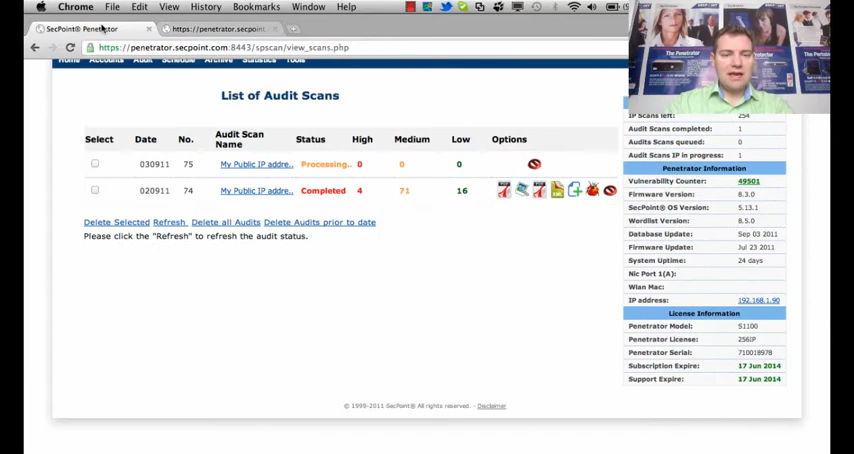 Chrome File Edit View History Bookmarks Window Help
SecPoint® Penetrator
https://penetrator.secpoint.com
https://penetrator.secpoint.com:8443/spscan/view_scans.php
Home Accounts Audit Schedule Archive Statistics Tools
List of Audit Scans
Select Date No. Audit Scan Name Status High Medium Low Options
030911 75 My Public IP addre.. Processing.. 0 0 0
020911 74 My Public IP addre.. Completed 4 71 16
Delete Selected Refresh Delete all Audits Delete Audits prior to date
Please click the "Refresh" to refresh the audit status.
IP Scans left: 254
Audit Scans completed: 1
Audits Scans queued: 0
Audit Scans IP in progress: 1
Penetrator Information
Vulnerability Counter: 49501
Firmware Version: 8.3.0
SecPoint® OS Version: 5.13.1
Wordlist Version: 8.5.0
Database Update: Sep 03 2011
Firmware Update: Jul 23 2011
System Uptime: 24 days
Nic Port 1(A):
Wlan Mac:
IP address: 192.168.1.90
License Information
Penetrator Model: S1100
Penetrator License: 256IP
Penetrator Serial: 710018978
Subscription Expire: 17 Jun 2014
Support Expire: 17 Jun 2014
© 1999-2011 SecPoint® All rights reserved. - Disclaimer
The Penetrator